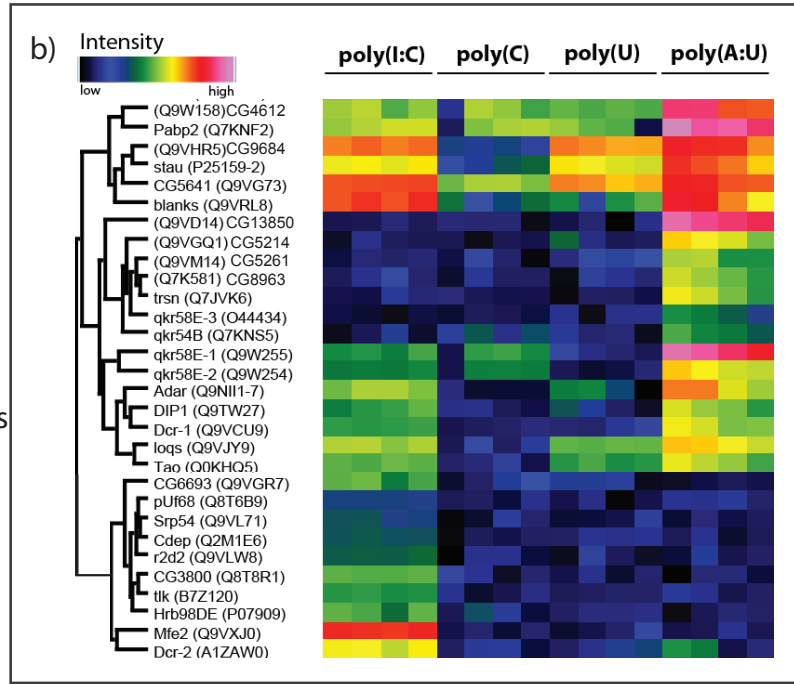 b)
Intensity
low high
poly(I:C) poly(C) poly(U) poly(A:U)
(Q9W158)CG4612
Pabp2 (Q7KNF2)
(Q9VHR5)CG9684
stau (P25159-2)
CG5641 (Q9VG73)
blanks (Q9VRL8)
(Q9VD14)CG13850
(Q9VGQ1)CG5214
(Q9VM14)CG5261
(Q7K581)CG8963
trsn (Q7JVK6)
qkr58E-3 (O44434)
qkr54B (Q7KNS5)
qkr58E-1 (Q9W255)
qkr58E-2 (Q9W254)
Adar (Q9NII1-7)
DIP1 (Q9TW27)
s
Dcr-1 (Q9VCU9)
loqs (Q9VJY9)
Tao (Q0KHQ5)
CG6693 (Q9VGR7)
pUf68 (Q8T6B9)
Srp54 (Q9VL71)
Cdep (Q2M1E6)
r2d2 (Q9VLW8)
CG3800 (Q8T8R1)
tlk (B7Z120)
Hrb98DE (P07909)
Mfe2 (Q9VXJ0)
Dcr-2 (A1ZAW0)